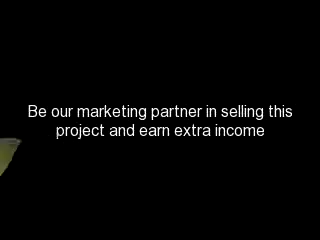 Be our marketing partner in selling this
project and earn extra income